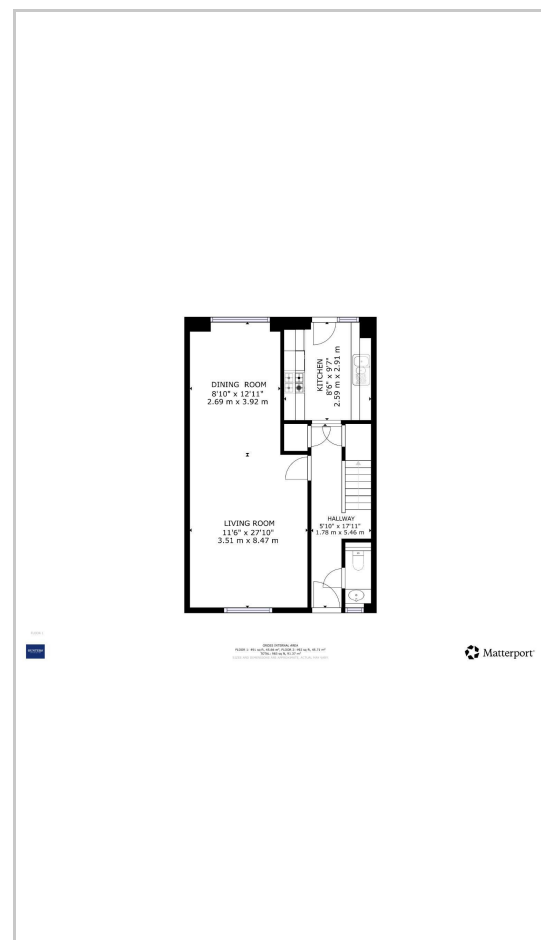 DINING ROOM
8'10" x 12'11"
2.69 m x 3.92 m
KITCHEN
8'6" x 9'7"
2.59 m x 2.91 m
LIVING ROOM
11'6" x 27'10"
3.51 m x 8.47 m
HALLWAY
5'10" x 17'11"
1.78 m x 5.46 m
GROSS INTERNAL AREA
Matterport